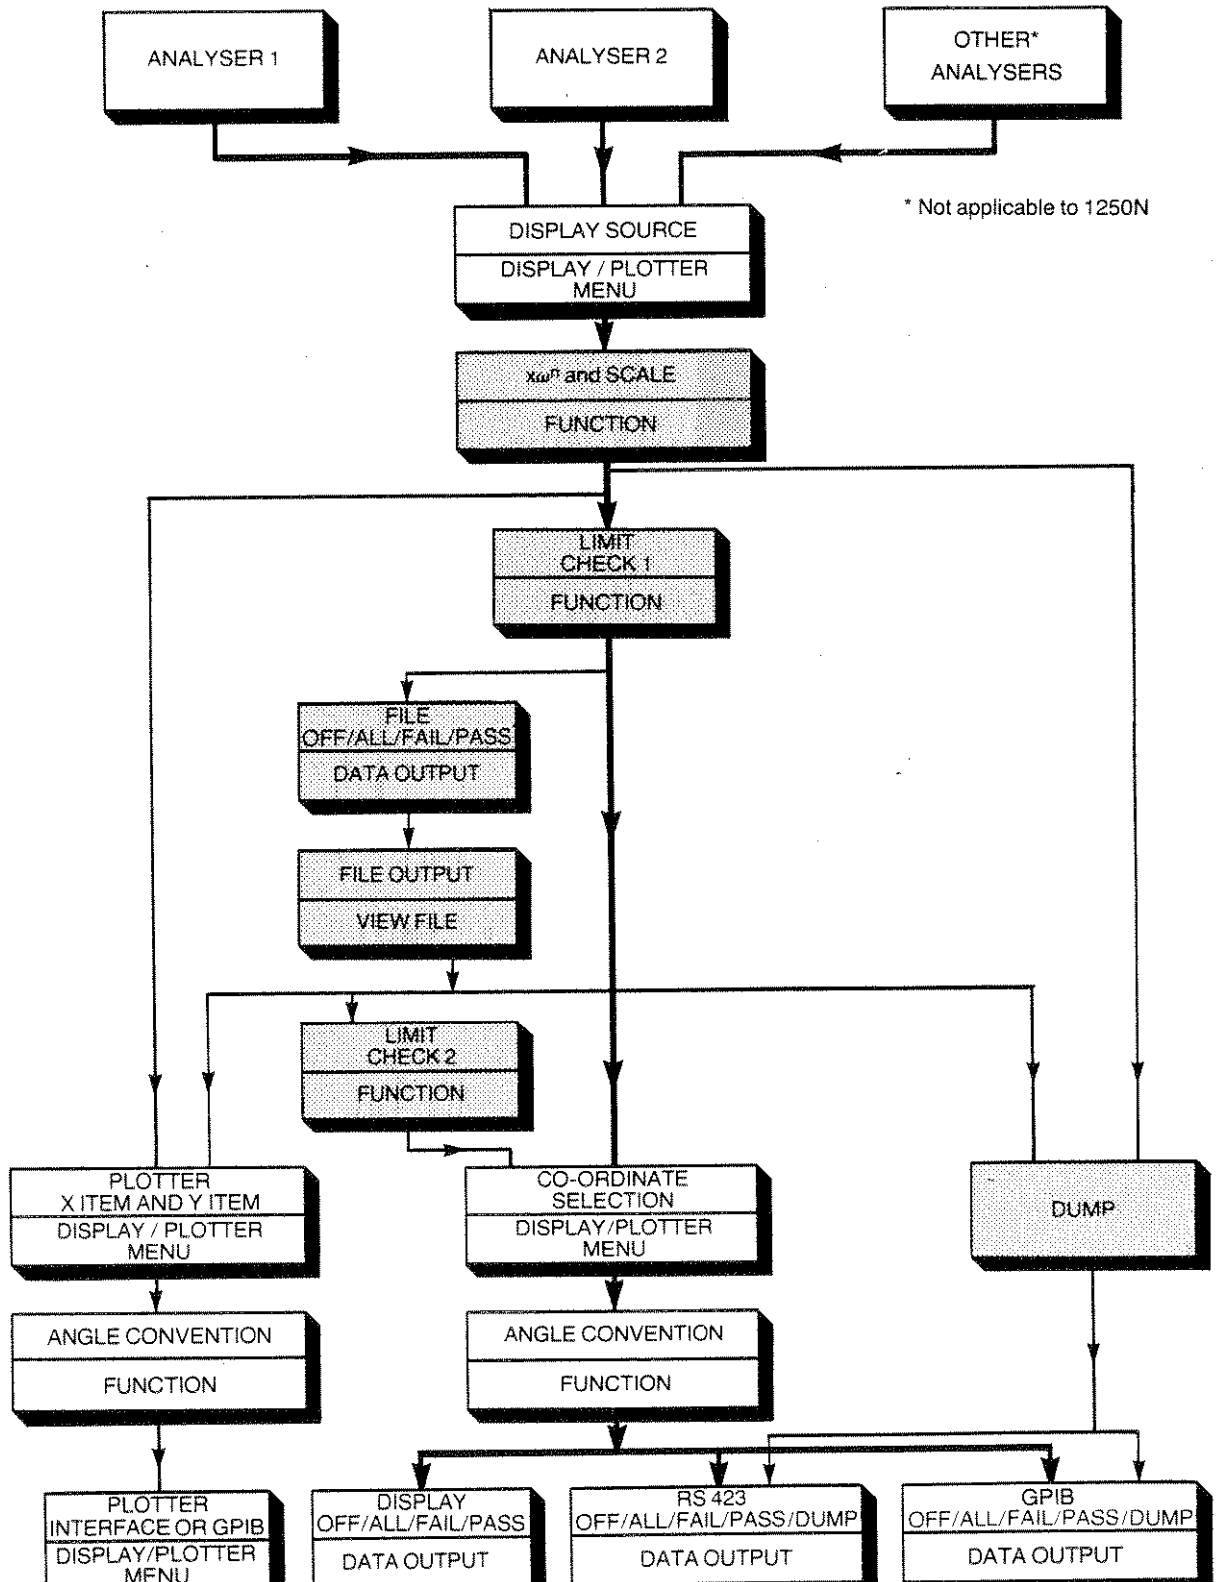 ANALYSER 1
ANALYSER 2
OTHER*
ANALYSERS
* Not applicable to 1250N
DISPLAY SOURCE
DISPLAY / PLOTTER
MENU
xωⁿ and SCALE
FUNCTION
LIMIT
CHECK 1
FUNCTION
FILE
OFF/ALL/FAIL/PASS
DATA OUTPUT
FILE OUTPUT
VIEW FILE
LIMIT
CHECK 2
FUNCTION
PLOTTER
X ITEM AND Y ITEM
DISPLAY / PLOTTER
MENU
CO-ORDINATE
SELECTION
DISPLAY/PLOTTER
MENU
DUMP
ANGLE CONVENTION
FUNCTION
ANGLE CONVENTION
FUNCTION
PLOTTER
INTERFACE OR GPIB
DISPLAY/PLOTTER
MENU
DISPLAY
OFF/ALL/FAIL/PASS
DATA OUTPUT
RS 423
OFF/ALL/FAIL/PASS/DUMP
DATA OUTPUT
GPIB
OFF/ALL/FAIL/PASS/DUMP
DATA OUTPUT